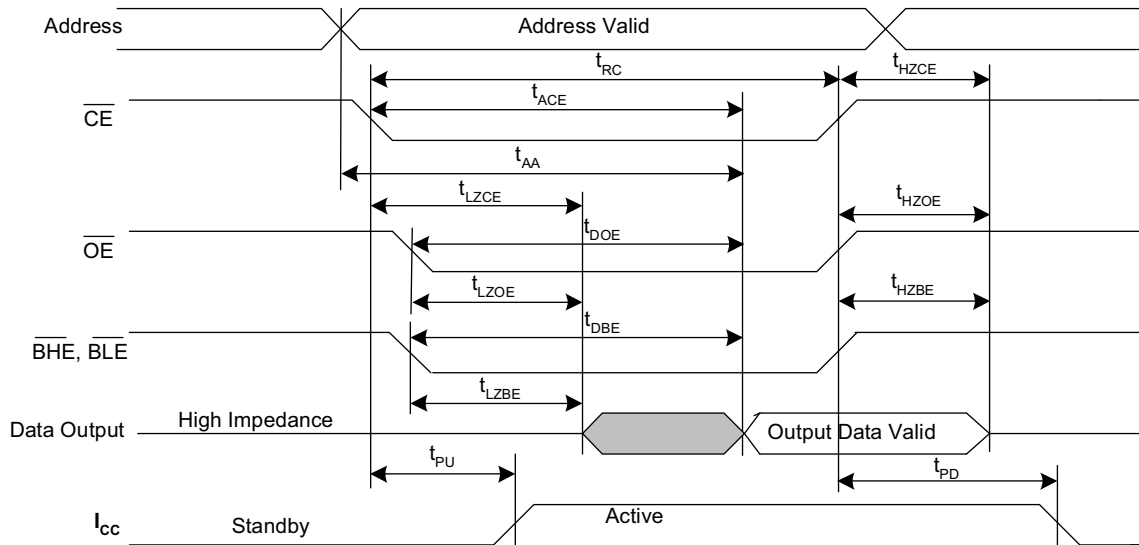 Address
Address Valid
tRC
tHZCE
tACE
CE
tAA
tLZCE
tHZOE
tDOE
OE
tLZOE
tHZBE
tDBE
BHE, BLE
tLZBE
Data Output
High Impedance
Output Data Valid
tPU
tPD
ICC
Standby
Active